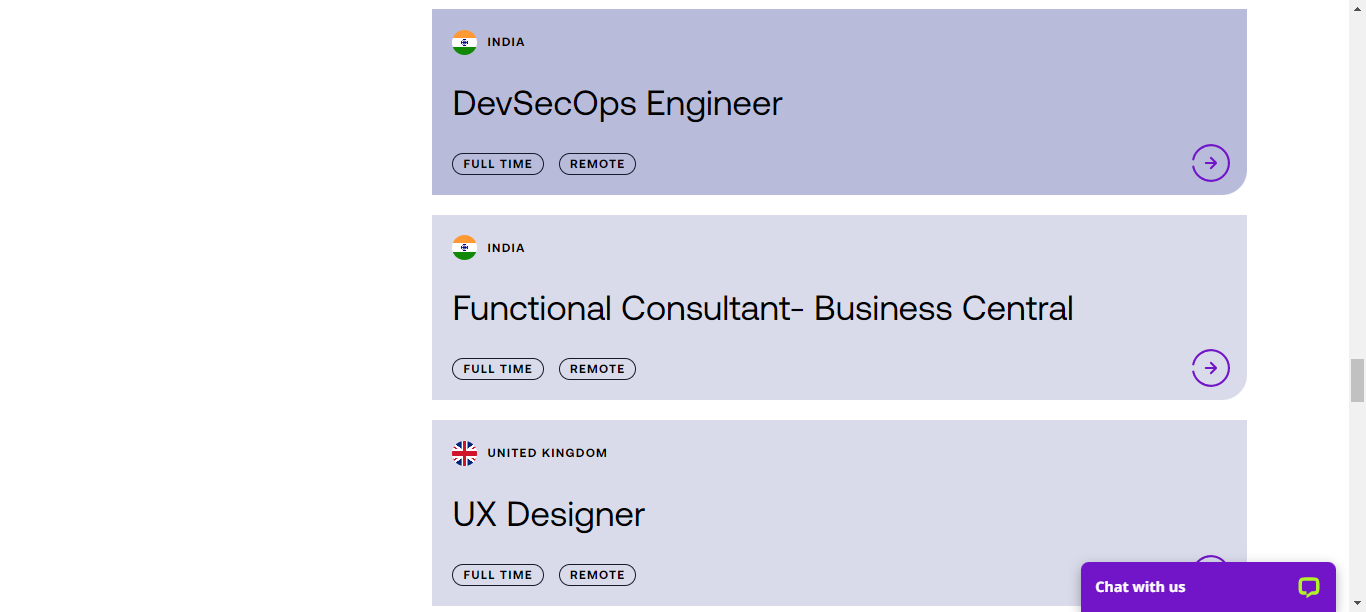 INDIA
DevSecOps Engineer
FULL TIME REMOTE
INDIA
Functional Consultant- Business Central
FULL TIME REMOTE
UNITED KINGDOM
UX Designer
FULL TIME REMOTE
Chat with us